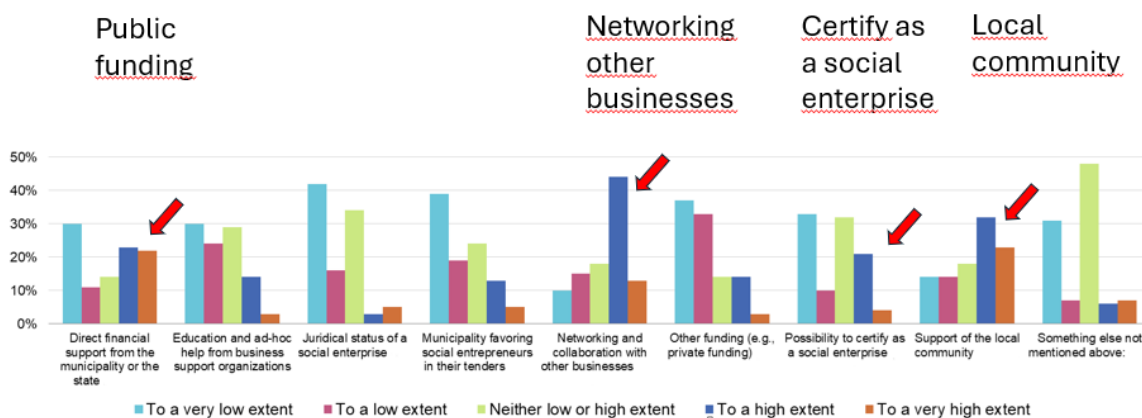 Public
funding
Networking
other
businesses
Certify as
a social
enterprise
Local
community
50%
40%
30%
20%
10%
0%
Direct financial
support from the
municipality or the
state
Education and ad-hoc
help from business
support organizations
Juridical status of a
social enterprise
Municipality favoring
social entrepreneurs
in their tenders
Networking and
collaboration with
other businesses
Other funding (e.g.,
private funding)
Possibility to certify as
a social enterprise
Support of the local
community
Something else not
mentioned above:
To a very low extent
To a low extent
Neither low or high extent
To a high extent
To a very high extent